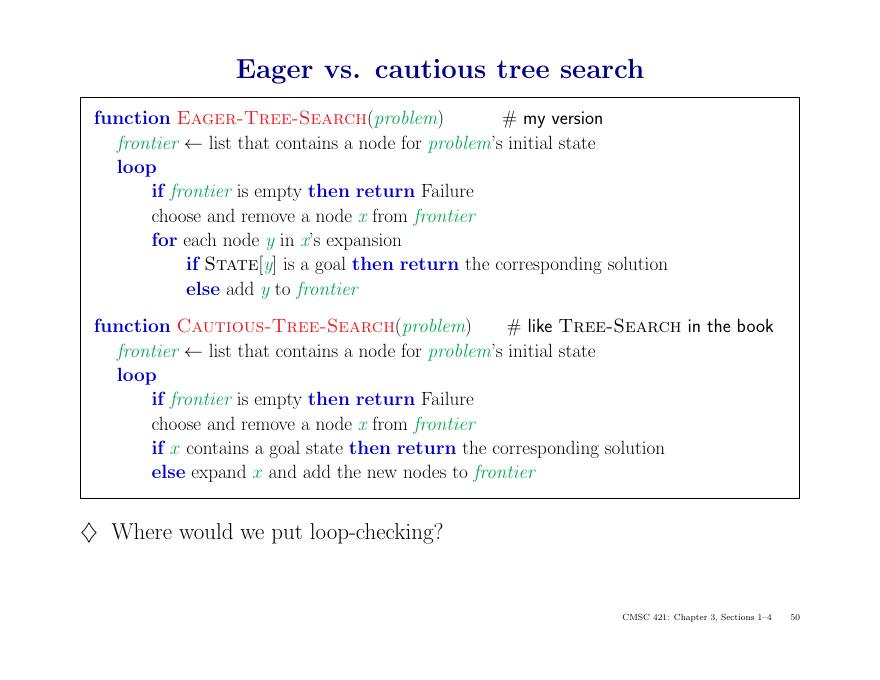 Eager vs. cautious tree search
function Eager-Tree-Search(problem) # my version
frontier ← list that contains a node for problem's initial state
loop
if frontier is empty then return Failure
choose and remove a node x from frontier
for each node y in x's expansion
if State[y] is a goal then return the corresponding solution
else add y to frontier
function Cautious-Tree-Search(problem) # like Tree-Search in the book
frontier ← list that contains a node for problem's initial state
loop
if frontier is empty then return Failure
choose and remove a node x from frontier
if x contains a goal state then return the corresponding solution
else expand x and add the new nodes to frontier
♢ Where would we put loop-checking?
CMSC 421: Chapter 3, Sections 1–4 50